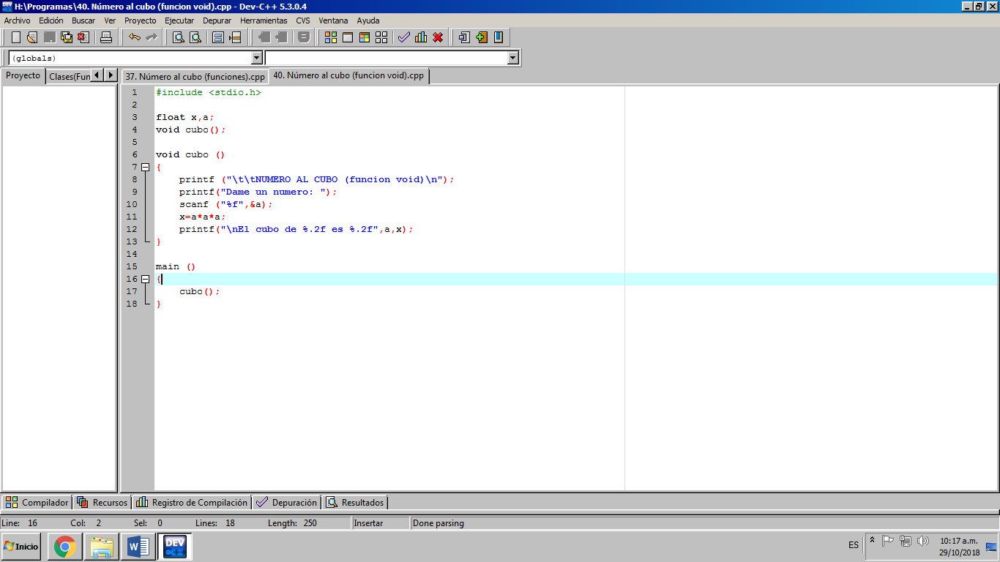 H:\Programas\40. Número al cubo (funcion void).cpp - Dev-C++ 5.3.0.4
Archivo Edición Buscar Ver Proyecto Ejecutar Depurar Herramientas CVS Ventana Ayuda
(globals)
Proyecto Clases(Fun 37. Número al cubo (funciones).cpp 40. Número al cubo (funcion void).cpp
1 #include <stdio.h>
2
3 float x,a;
4 void cubo();
5
6 void cubo ()
7 {
8 printf ("\t\tNUMERO AL CUBO (funcion void)\n");
9 printf("Dame un numero: ");
10 scanf ("%f",&a);
11 x=a*a*a;
12 printf("\nEl cubo de %.2f es %.2f",a,x);
13 }
14
15 main ()
16 {
17 cubo();
18 }
Compilador Recursos Registro de Compilación Depuración Resultados
Line: 16 Col: 2 Sel: 0 Lines: 18 Length: 250 Insertar Done parsing
Inicio W DEV C++ ES 10:17 a.m.
29/10/2018